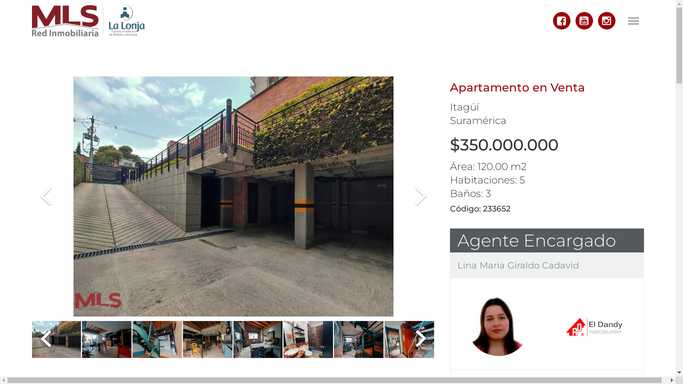 MLS
Red Inmobiliaria
La Lonja
Apartamento en Venta
Itagüí
Suramérica
$350.000.000
Área: 120.00 m2
Habitaciones: 5
Baños: 3
Código: 233652
MLS
Agente Encargado
Lina Maria Giraldo Cadavid
El Dandy